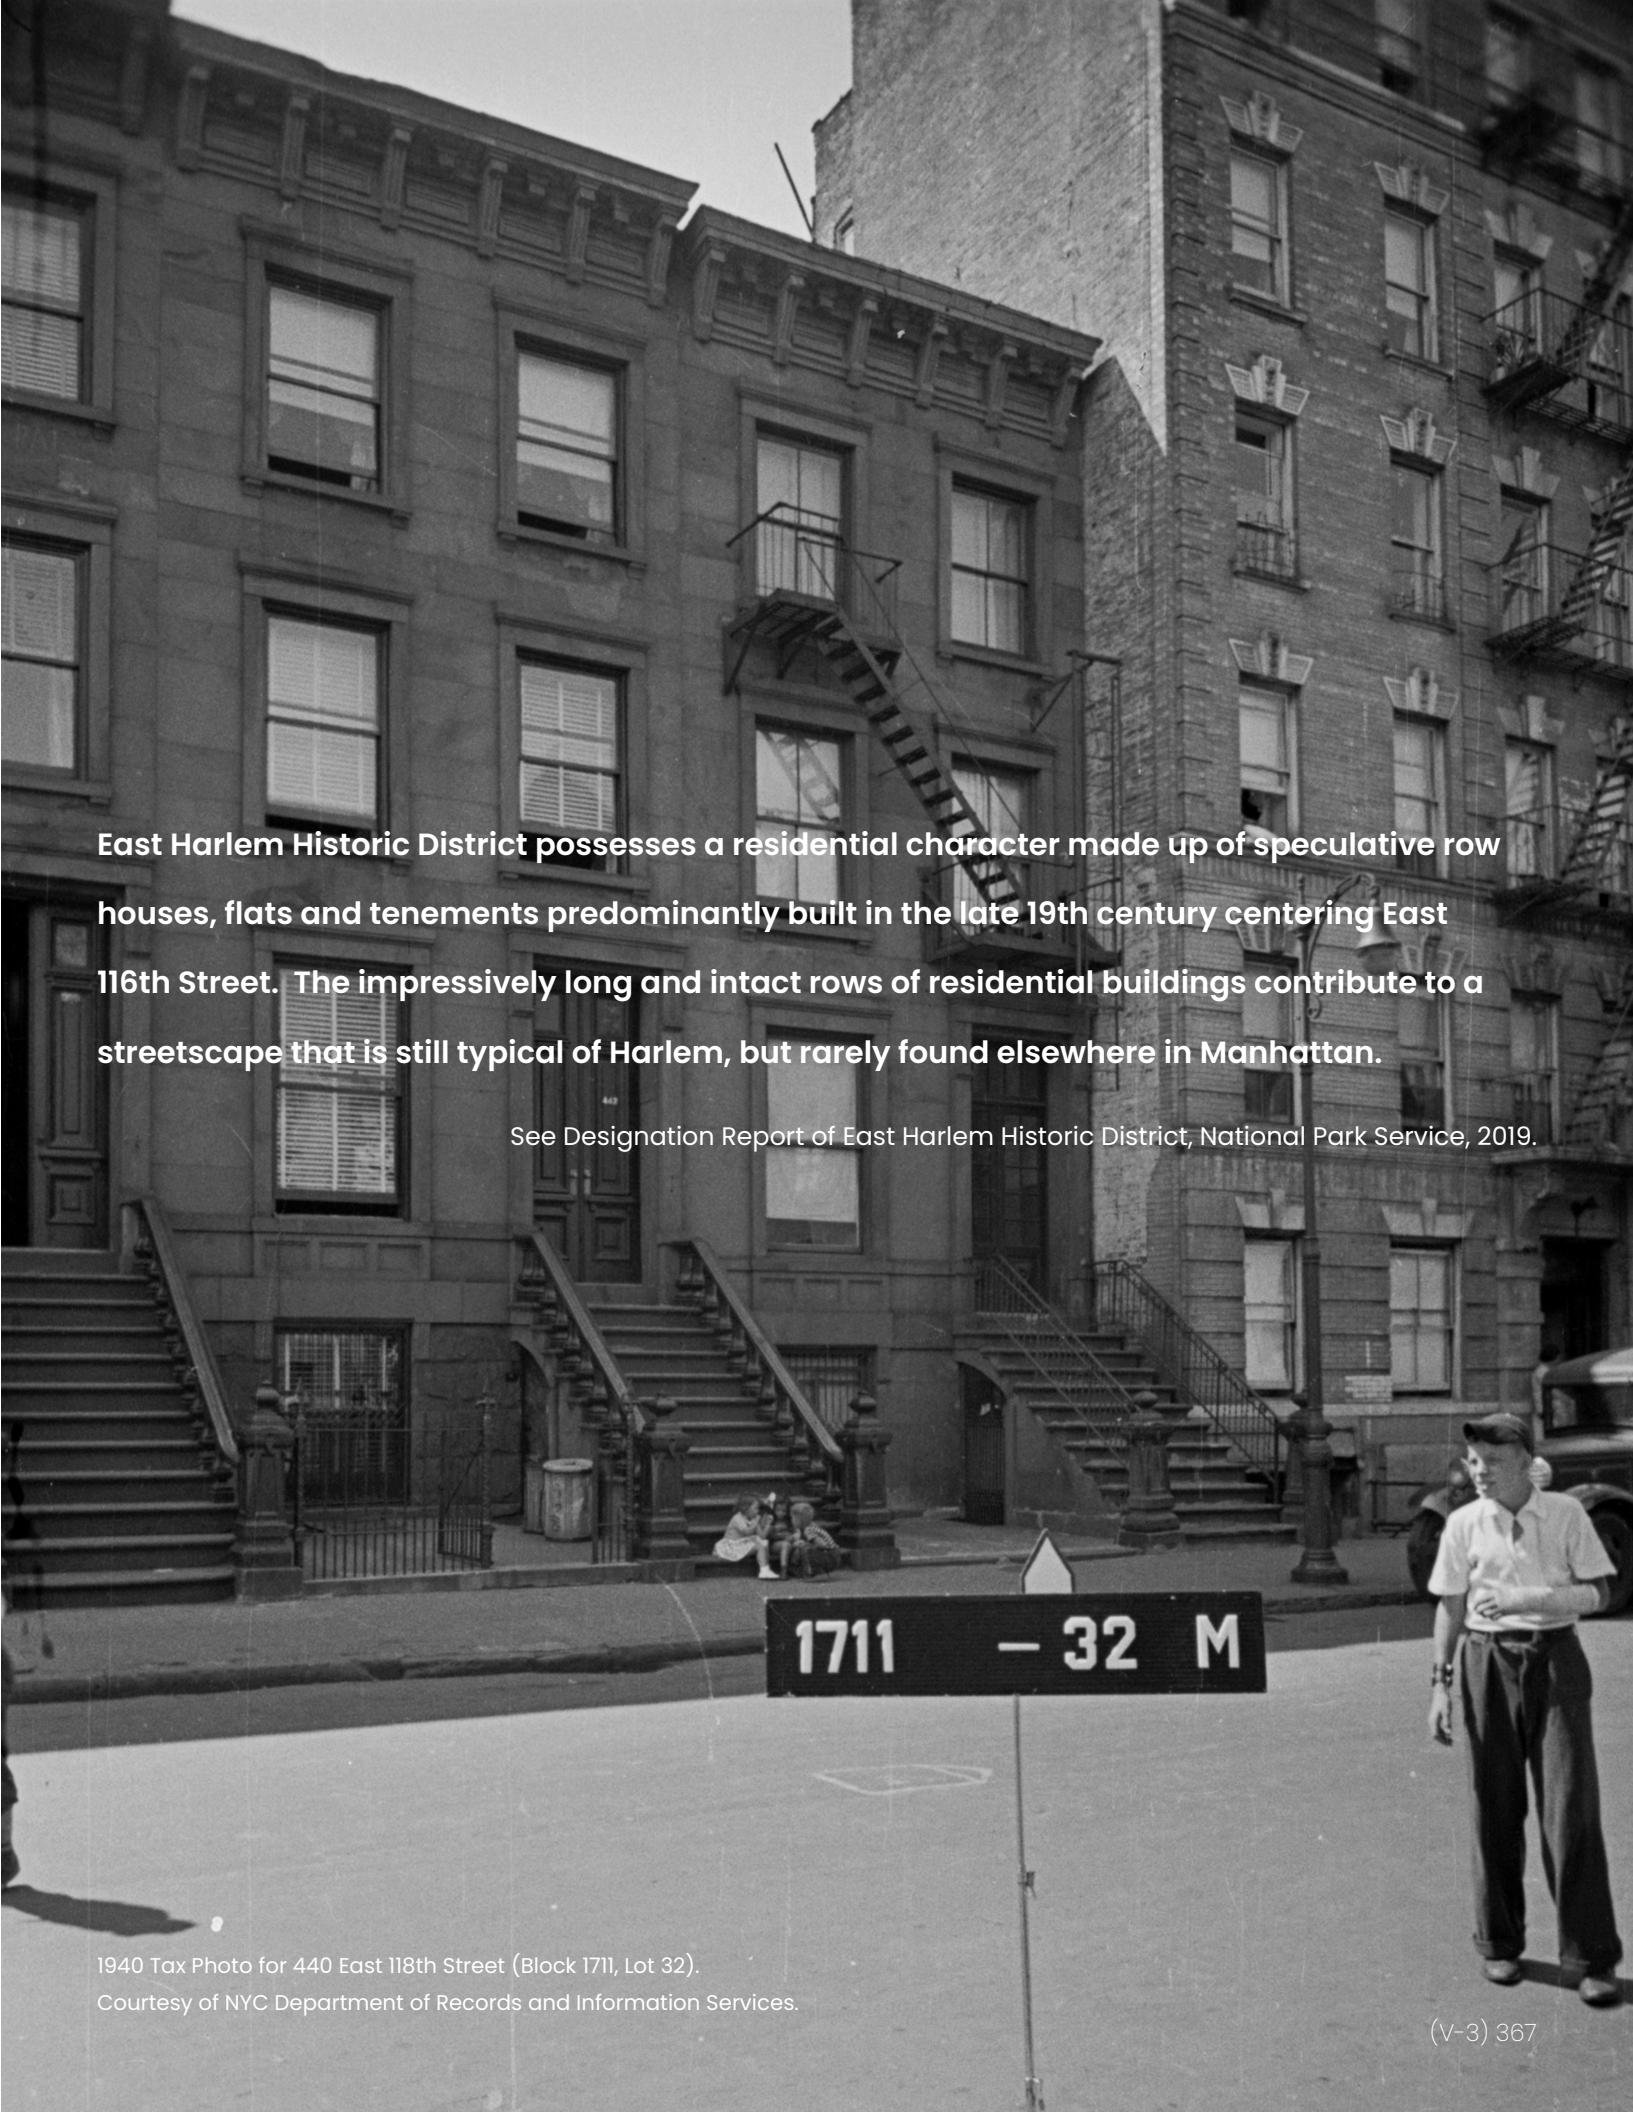 East Harlem Historic District possesses a residential character made up of speculative row
houses, flats and tenements predominantly built in the late 19th century centering East
116th Street.  The impressively long and intact rows of residential buildings contribute to a
streetscape that is still typical of Harlem, but rarely found elsewhere in Manhattan.
442
See Designation Report of East Harlem Historic District, National Park Service, 2019.
1711 – 32 M
1940 Tax Photo for 440 East 118th Street (Block 1711, Lot 32).
Courtesy of NYC Department of Records and Information Services.
(V-3) 367